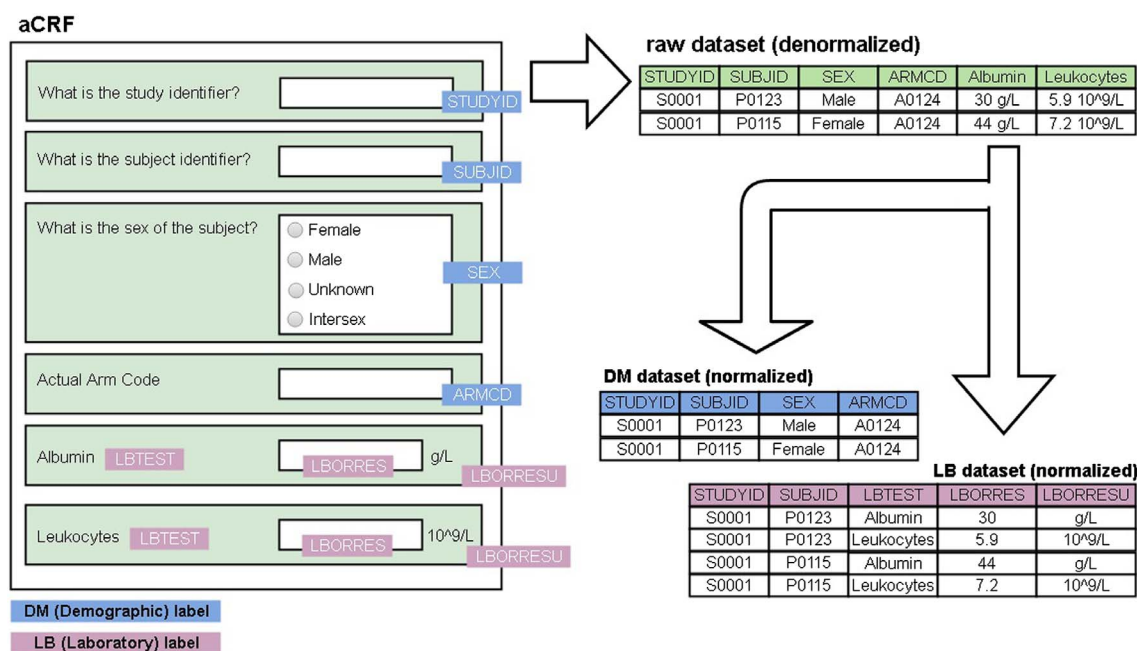 aCRF
What is the study identifier?
STUDYID
What is the subject identifier?
SUBJID
What is the sex of the subject?
Female
Male
Unknown
Intersex
SEX
Actual Arm Code
ARMCD
Albumin LBTEST LBORRES g/L LBORRESU
Leukocytes LBTEST LBORRES 10^9/L LBORRESU
DM (Demographic) label
LB (Laboratory) label
raw dataset (denormalized)
STUDYID SUBJID SEX ARMCD Albumin Leukocytes
S0001 P0123 Male A0124 30 g/L 5.9 10^9/L
S0001 P0115 Female A0124 44 g/L 7.2 10^9/L
DM dataset (normalized)
STUDYID SUBJID SEX ARMCD
S0001 P0123 Male A0124
S0001 P0115 Female A0124
LB dataset (normalized)
STUDYID SUBJID LBTEST LBORRES LBORRESU
S0001 P0123 Albumin 30 g/L
S0001 P0123 Leukocytes 5.9 10^9/L
S0001 P0115 Albumin 44 g/L
S0001 P0115 Leukocytes 7.2 10^9/L